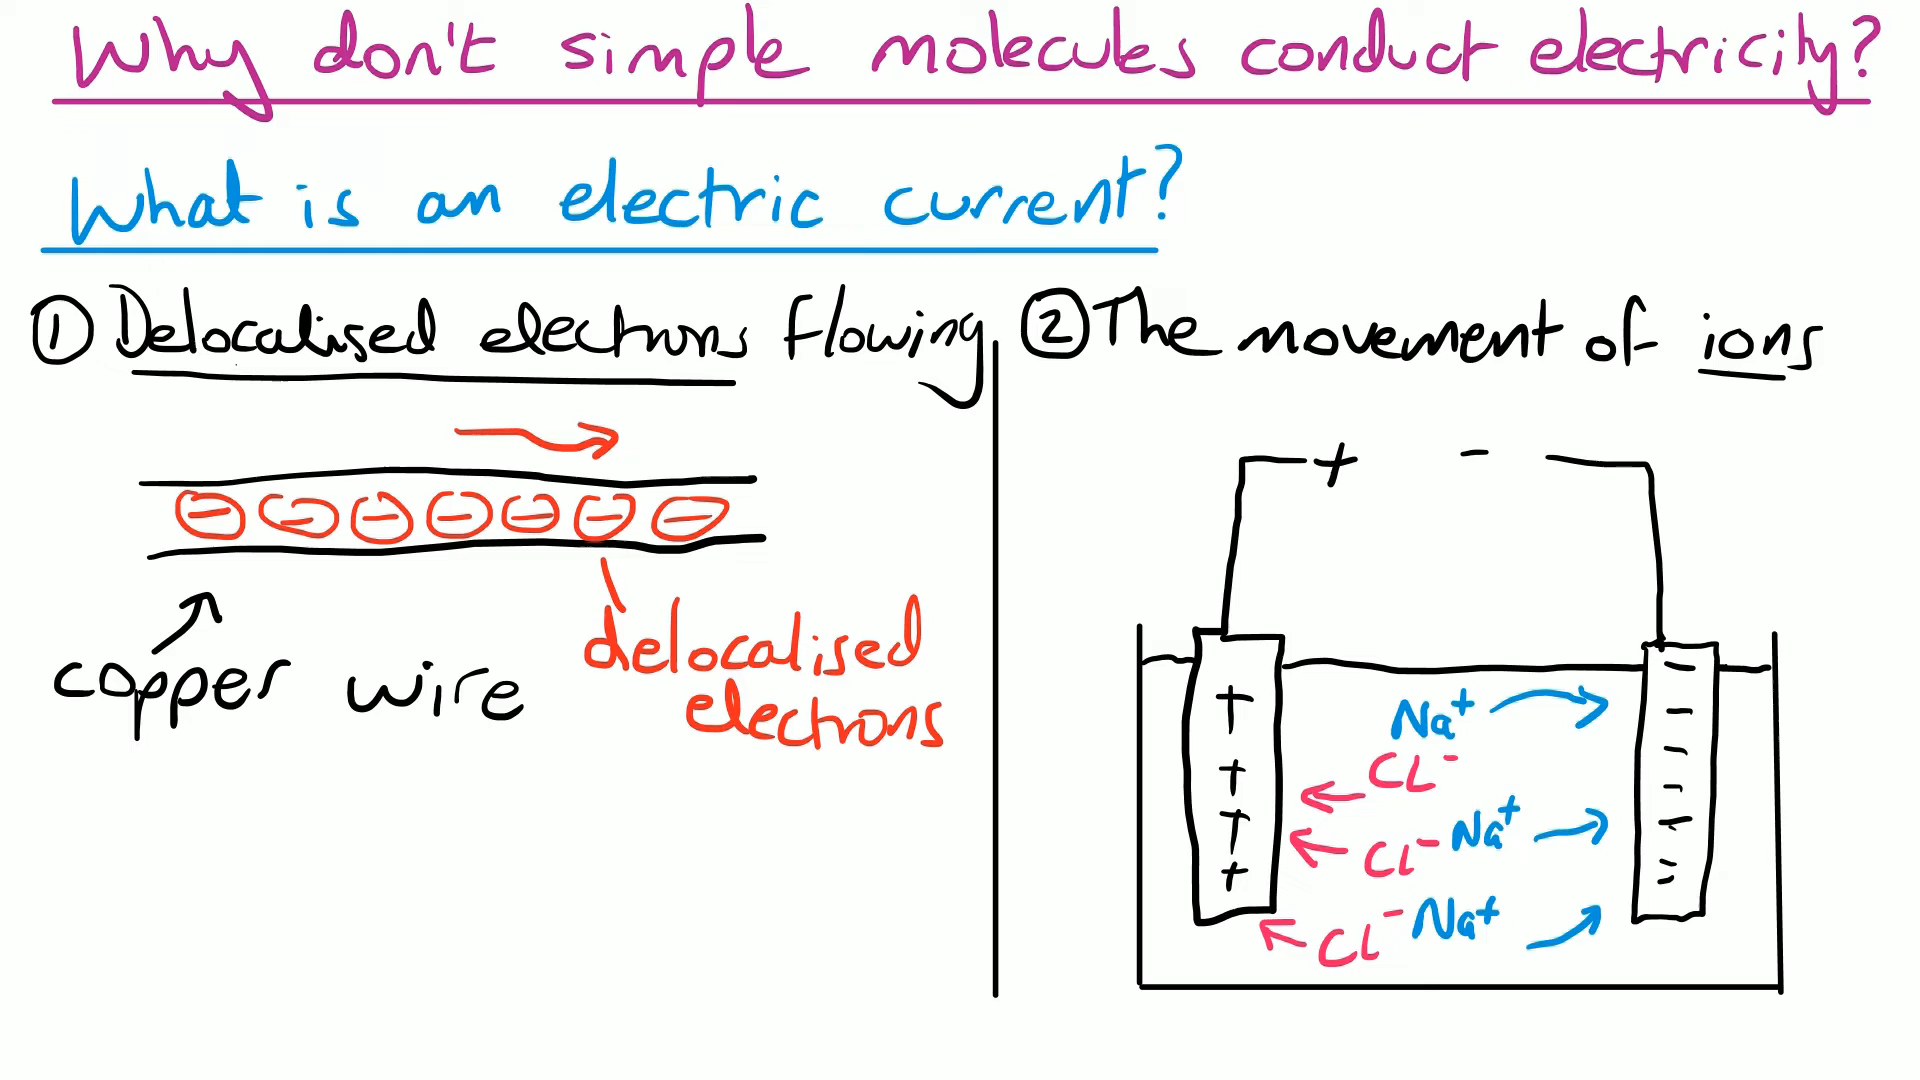 Why don't simple molecules conduct electricity?
What is an electric current?
① Delocalised electrons flowing
copper wire
delocalised
electrons
② The movement of ions
+ -
+
+
+
+
Na+
Cl-
Cl- Na+
Cl- Na+